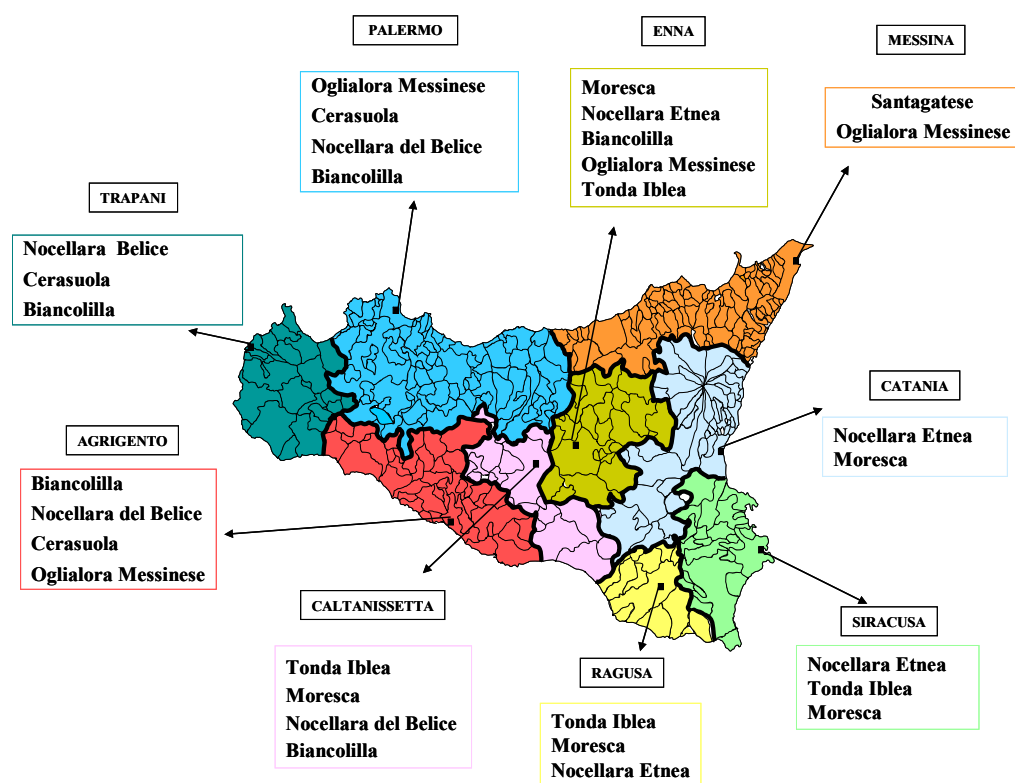 PALERMO
Oglialora Messinese
Cerasuola
Nocellara del Belice
Biancolilla
ENNA
Moresca
Nocellara Etnea
Biancolilla
Oglialora Messinese
Tonda Iblea
MESSINA
Santagatese
Oglialora Messinese
TRAPANI
Nocellara Belice
Cerasuola
Biancolilla
CATANIA
Nocellara Etnea
Moresca
AGRIGENTO
Biancolilla
Nocellara del Belice
Cerasuola
Oglialora Messinese
CALTANISSETTA
Tonda Iblea
Moresca
Nocellara del Belice
Biancolilla
RAGUSA
Tonda Iblea
Moresca
Nocellara Etnea
SIRACUSA
Nocellara Etnea
Tonda Iblea
Moresca